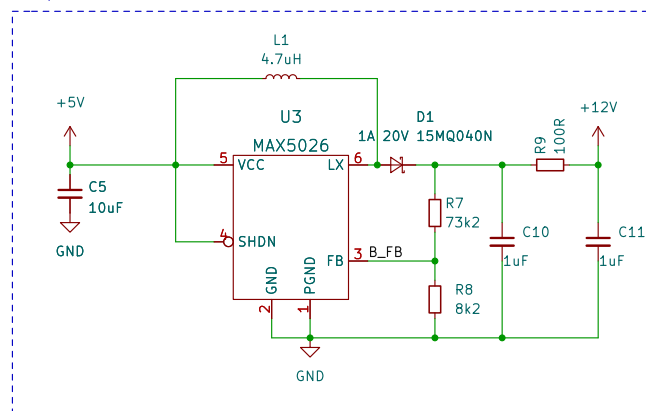 L1
4.7uH
+5V
U3
MAX5026
D1
1A 20V 15MQ040N
+12V
R9
100R
5
VCC
LX
6
C5
10uF
GND
R7
73k2
4
SHDN
FB
3
B_FB
C10
1uF
C11
1uF
R8
8k2
GND
PGND
2
1
GND